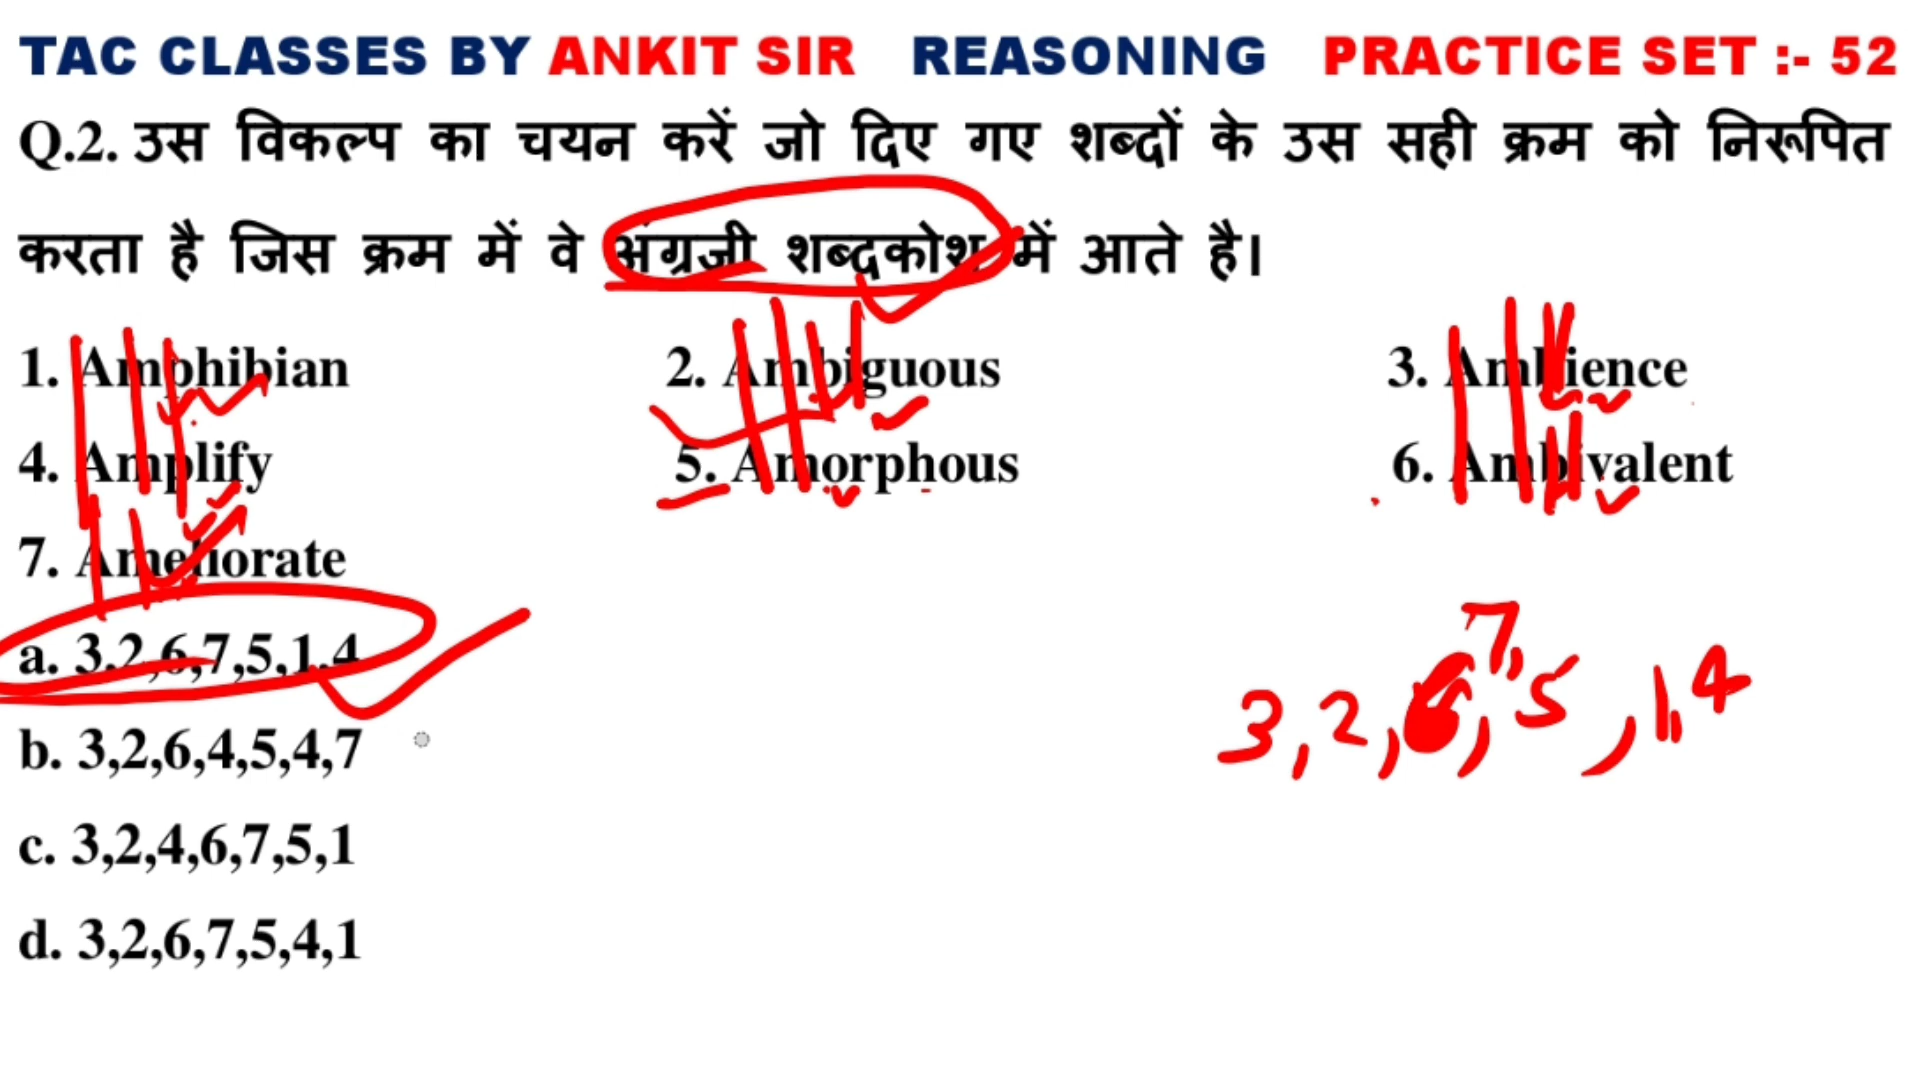 TAC CLASSES BY ANKIT SIR REASONING PRACTICE SET :- 52
Q.2. उस विकल्प का चयन करें जो दिए गए शब्दों के उस सही क्रम को निरूपित
करता है जिस क्रम में वे अंग्रजी शब्दकोश में आते है।
1. Amphibian 2. Ambiguous 3. Ambience
4. Amplify 5. Amorphous 6. Ambivalent
7. Ameliorate
a. 3,2,6,7,5,1,4
b. 3,2,6,4,5,4,7
c. 3,2,4,6,7,5,1
d. 3,2,6,7,5,4,1
3,2,6,7,5,1,4